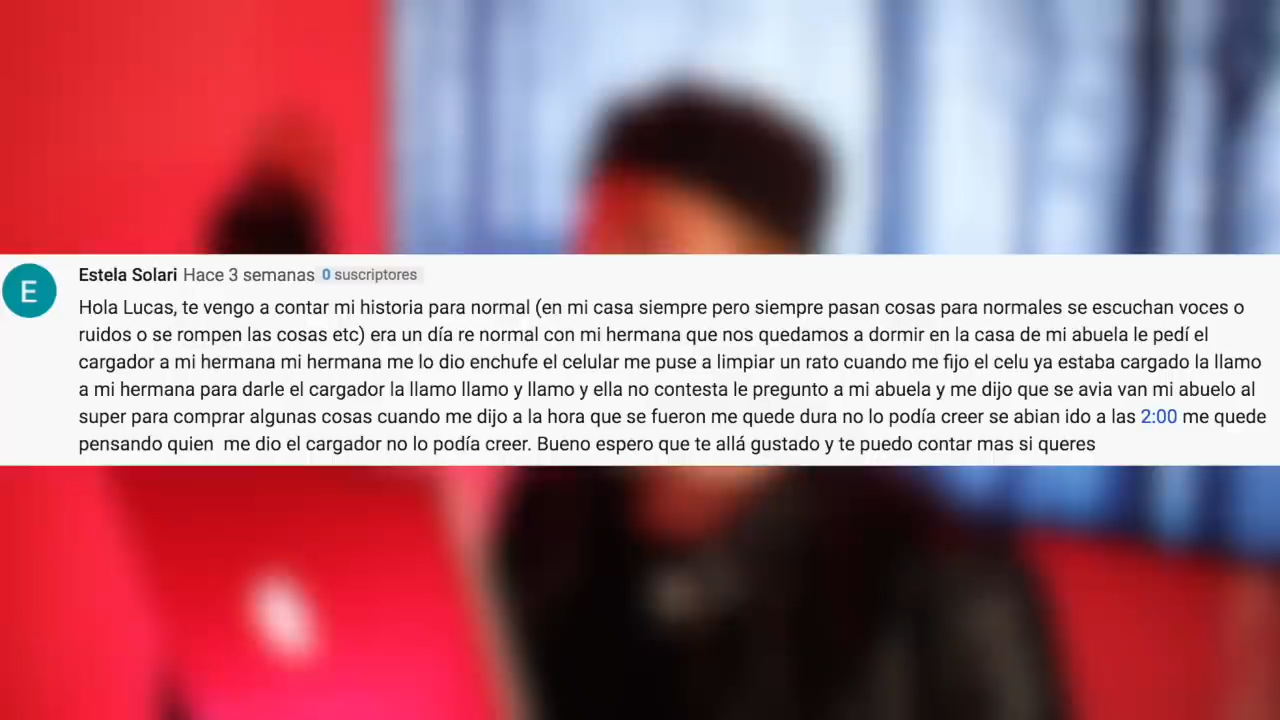 E
Estela Solari Hace 3 semanas 0 suscriptores
Hola Lucas, te vengo a contar mi historia para normal (en mi casa siempre pero siempre pasan cosas para normales se escuchan voces o
ruidos o se rompen las cosas etc) era un día re normal con mi hermana que nos quedamos a dormir en la casa de mi abuela le pedí el
cargador a mi hermana mi hermana me lo dio enchufe el celular me puse a limpiar un rato cuando me fijo el celu ya estaba cargado la llamo
a mi hermana para darle el cargador la llamo llamo y llamo y ella no contesta le pregunto a mi abuela y me dijo que se avia van mi abuelo al
super para comprar algunas cosas cuando me dijo a la hora que se fueron me quede dura no lo podía creer se abian ido a las 2:00 me quede
pensando quien  me dio el cargador no lo podía creer. Bueno espero que te allá gustado y te puedo contar mas si queres